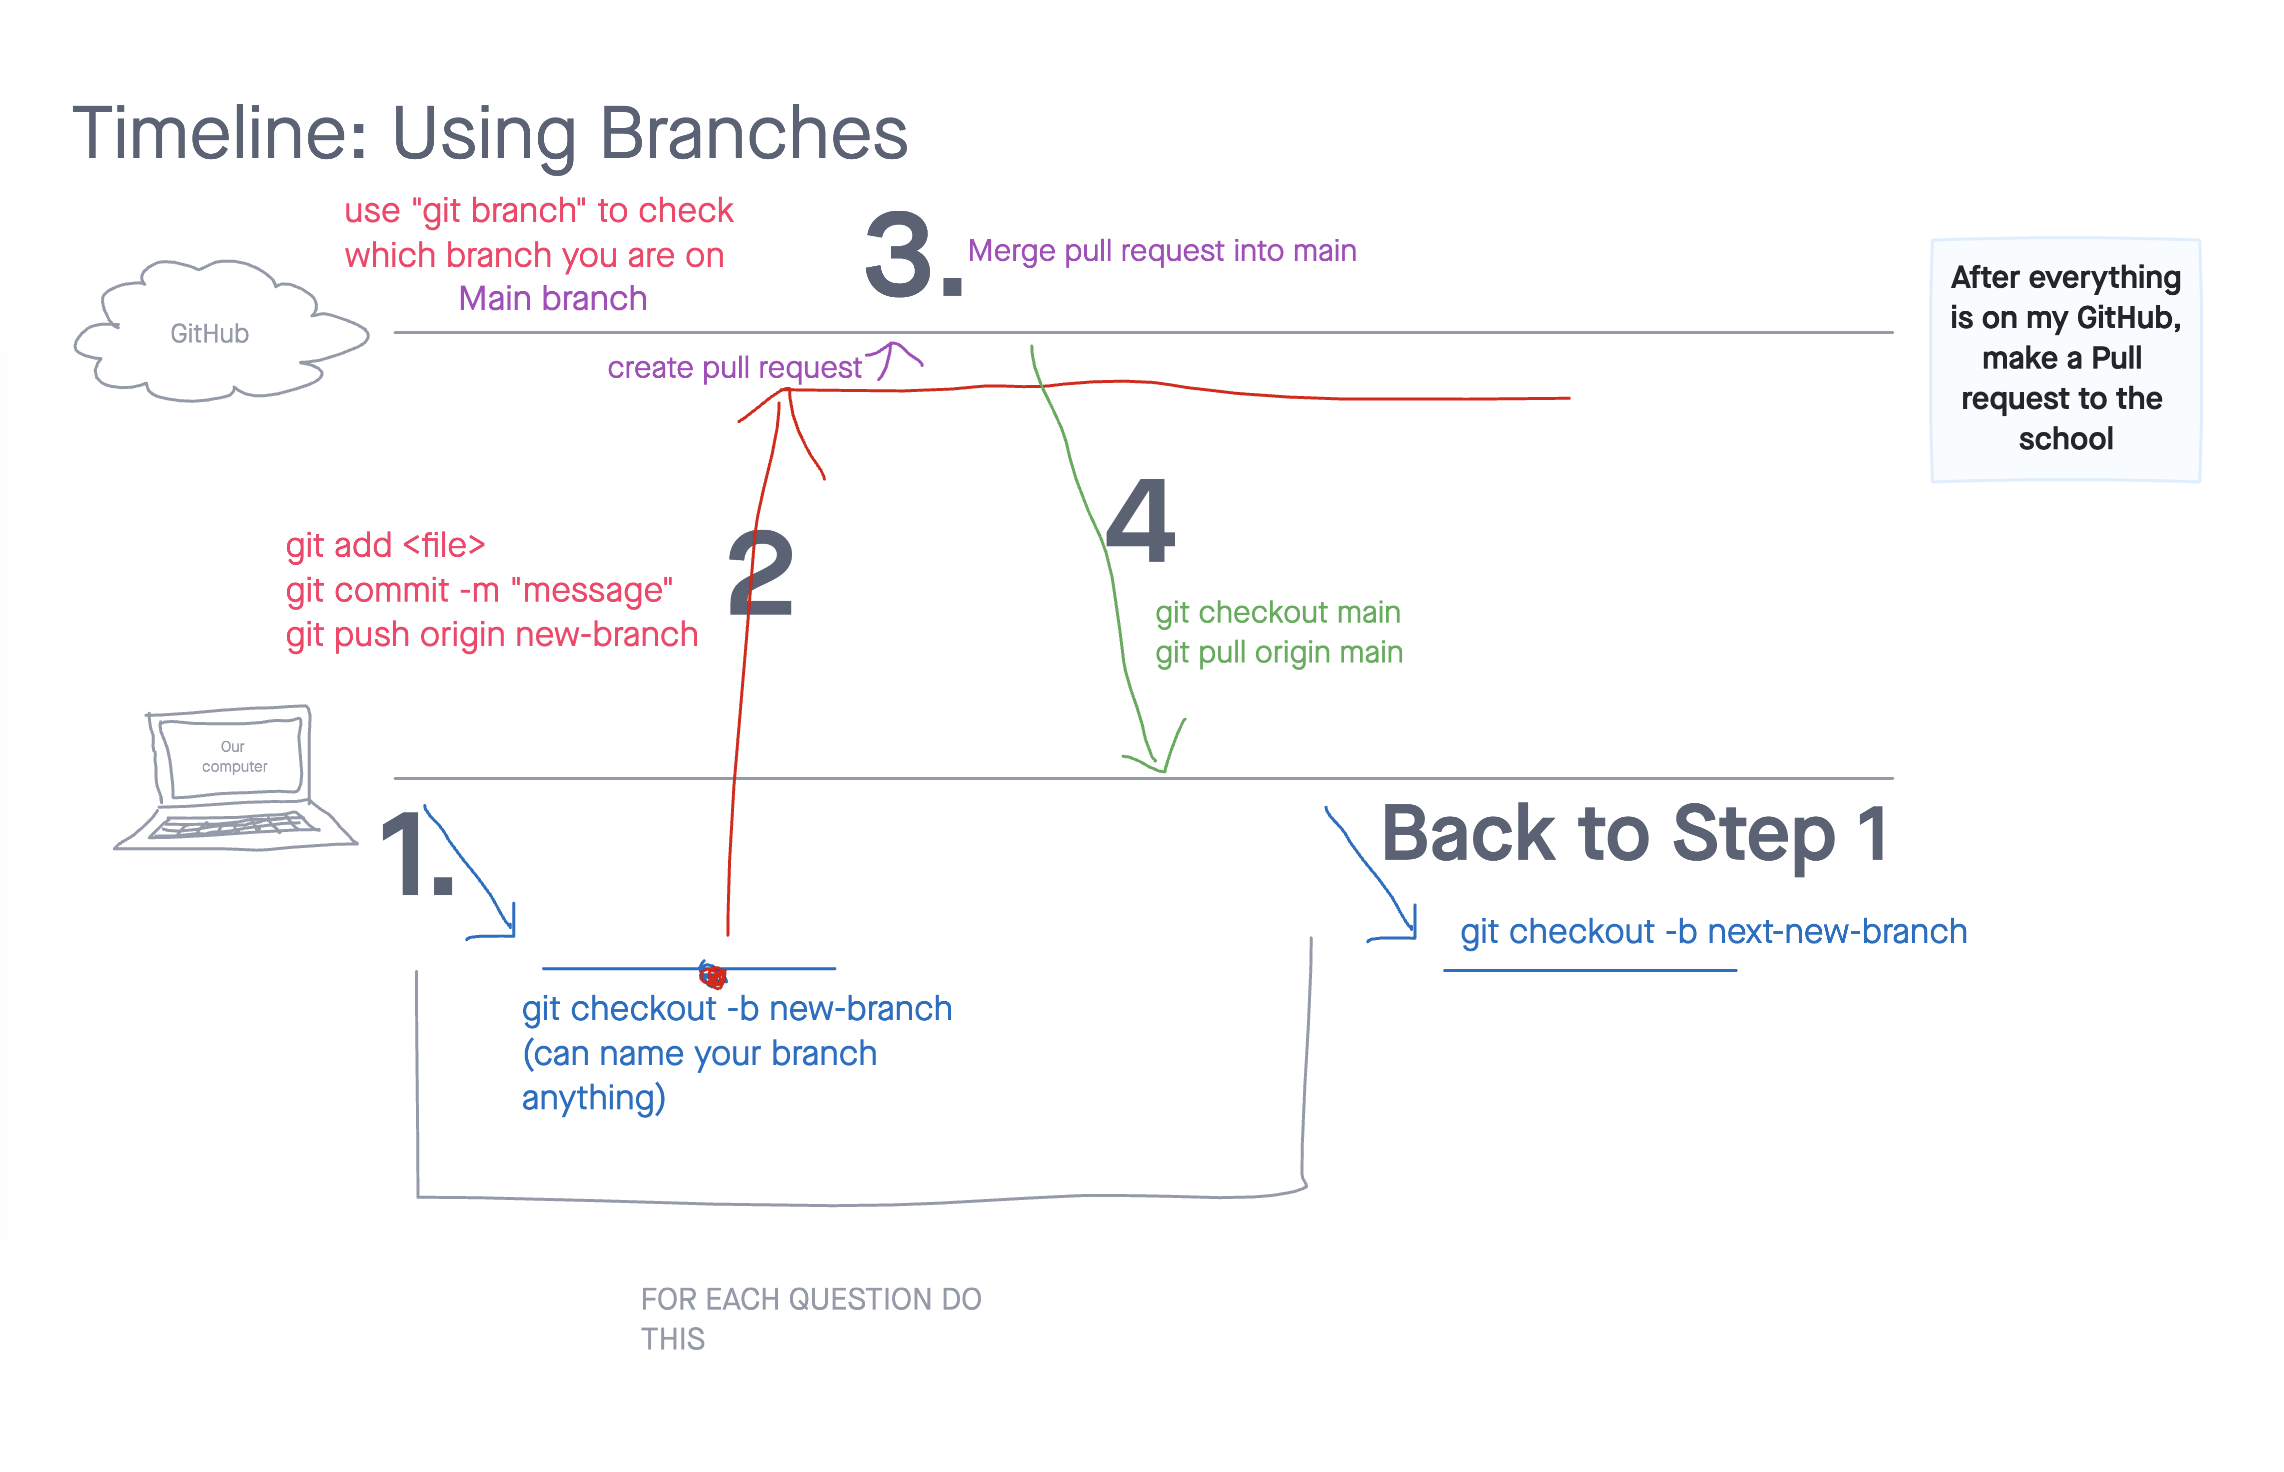 Timeline: Using Branches
use "git branch" to check
which branch you are on
Main branch
3.
Merge pull request into main
GitHub
create pull request
After everything
is on my GitHub,
make a Pull
request to the
school
git add <file>
git commit -m "message"
git push origin new-branch
2
4
git checkout main
git pull origin main
Our
computer
1.
Back to Step 1
git checkout -b next-new-branch
git checkout -b new-branch
(can name your branch
anything)
FOR EACH QUESTION DO
THIS